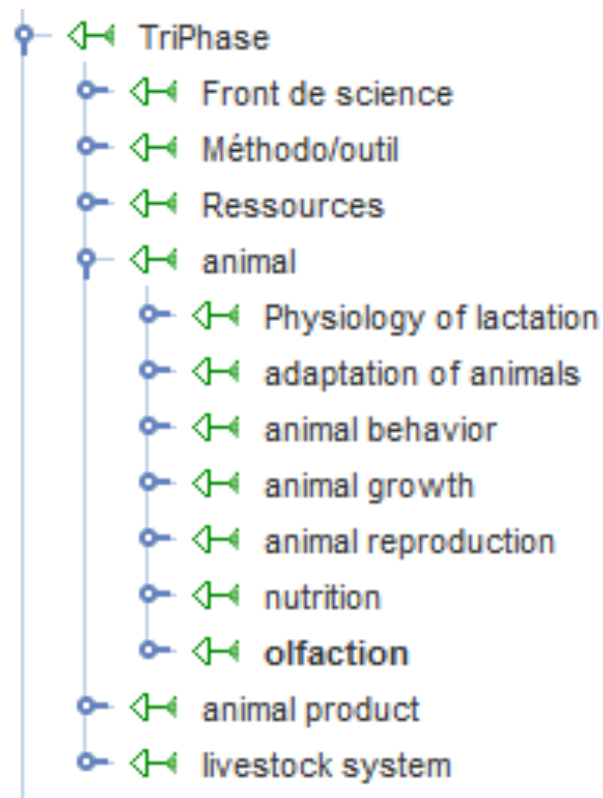 TriPhase
Front de science
Méthodo/outil
Ressources
animal
Physiology of lactation
adaptation of animals
animal behavior
animal growth
animal reproduction
nutrition
olfaction
animal product
livestock system